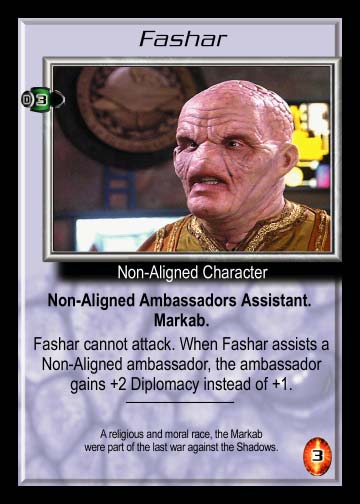 Fashar
D 3
Non-Aligned Character
Non-Aligned Ambassadors Assistant.
Markab.
Fashar cannot attack. When Fashar assists a
Non-Aligned ambassador, the ambassador
gains +2 Diplomacy instead of +1.
A religious and moral race, the Markab
were part of the last war against the Shadows.
3